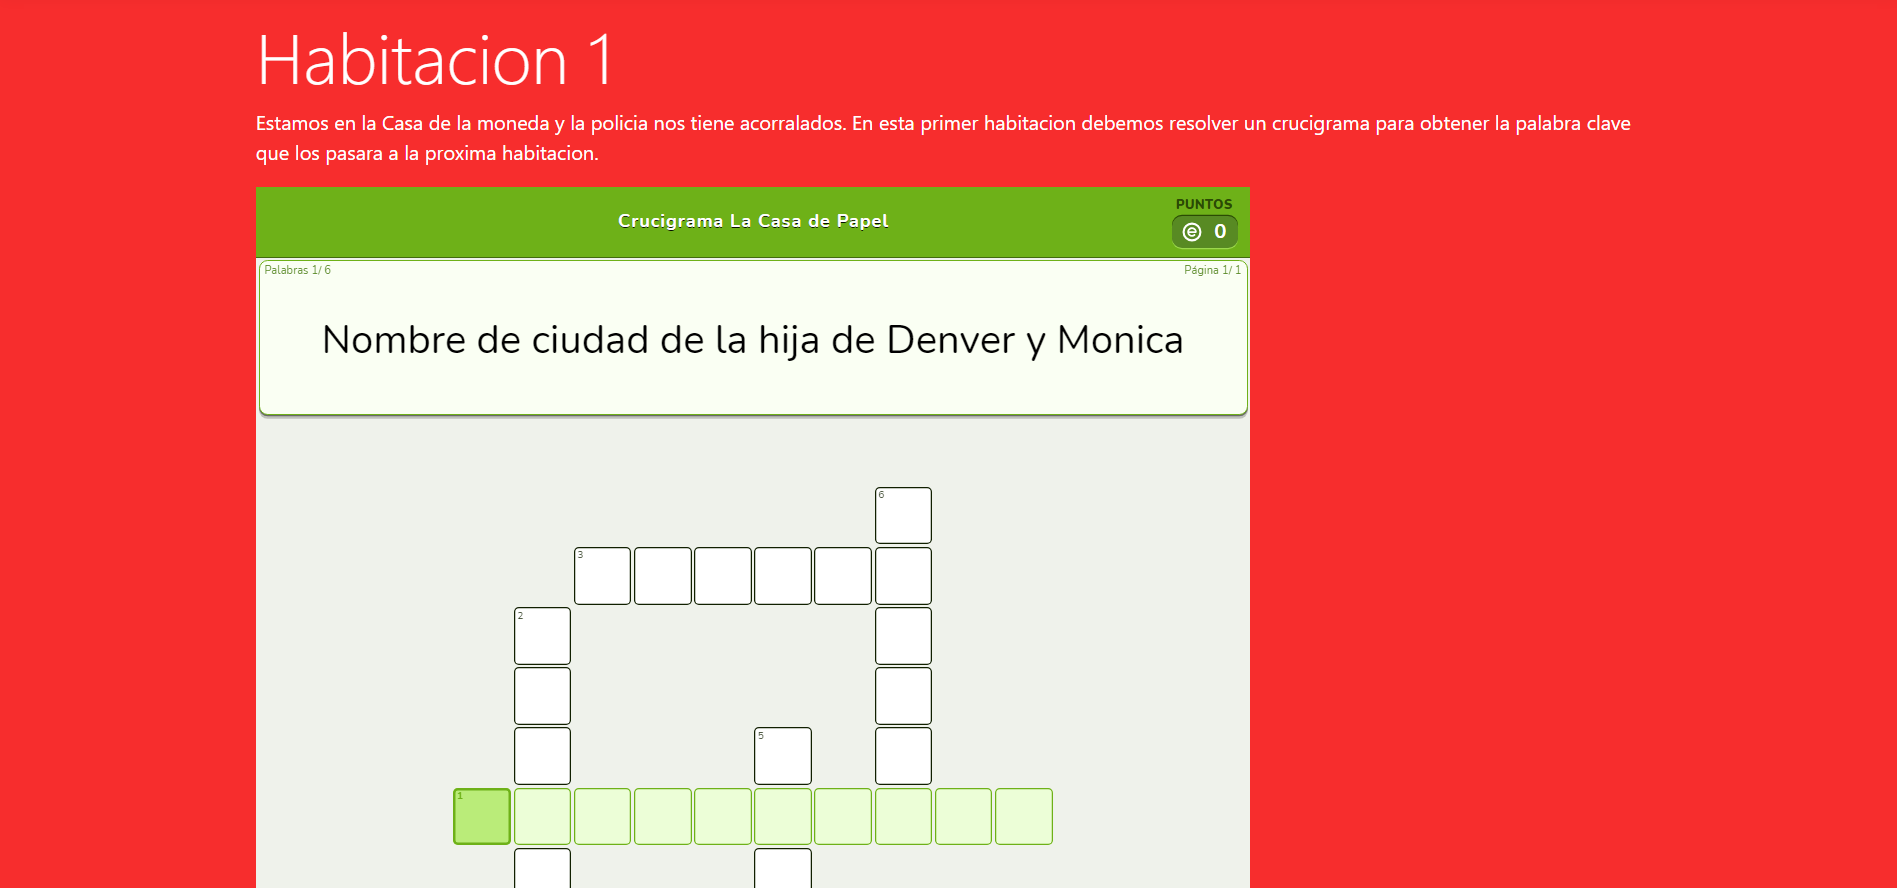 Habitacion 1
Estamos en la Casa de la moneda y la policia nos tiene acorralados. En esta primer habitacion debemos resolver un crucigrama para obtener la palabra clave
que los pasara a la proxima habitacion.
Crucigrama La Casa de Papel
PUNTOS
0
Palabras 1/ 6
Página 1/ 1
Nombre de ciudad de la hija de Denver y Monica
6
3
2
5
1